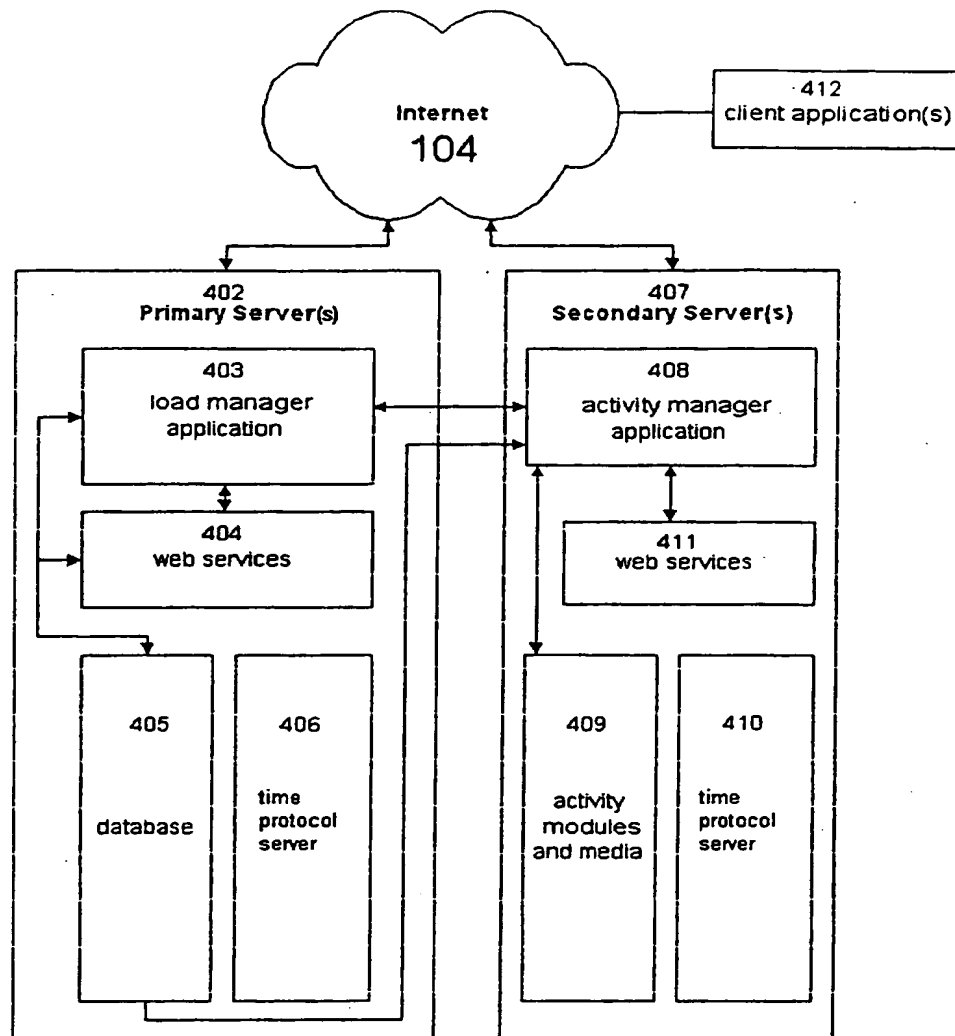 Internet
104
412
client application(s)
402
Primary Server(s)
403
load manager
application
404
web services
405
database
406
time
protocol
server
407
Secondary Server(s)
408
activity manager
application
411
web services
409
activity
modules
and media
410
time
protocol
server